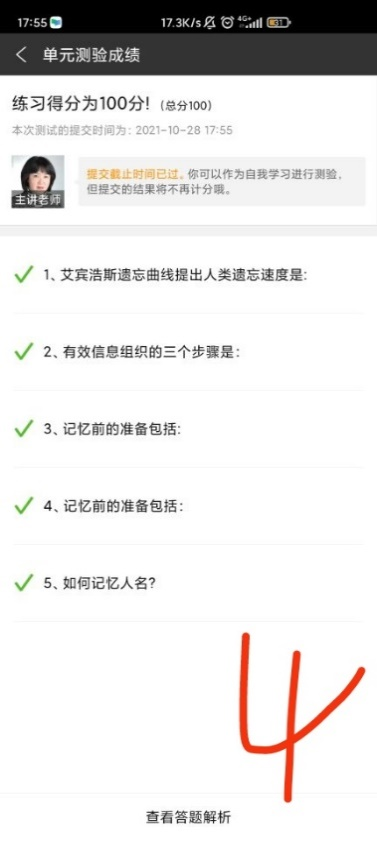 17:55 17.3K/s 4G+ 31
单元测验成绩
练习得分为100分! (总分100)
本次测试的提交时间为: 2021-10-28 17:55
提交截止时间已过。你可以作为自我学习进行测验,
但提交的结果将不再计分哦。
主讲老师
1、艾宾浩斯遗忘曲线提出人类遗忘速度是:
2、有效信息组织的三个步骤是:
3、记忆前的准备包括:
4、记忆前的准备包括:
5、如何记忆人名?
4
查看答题解析